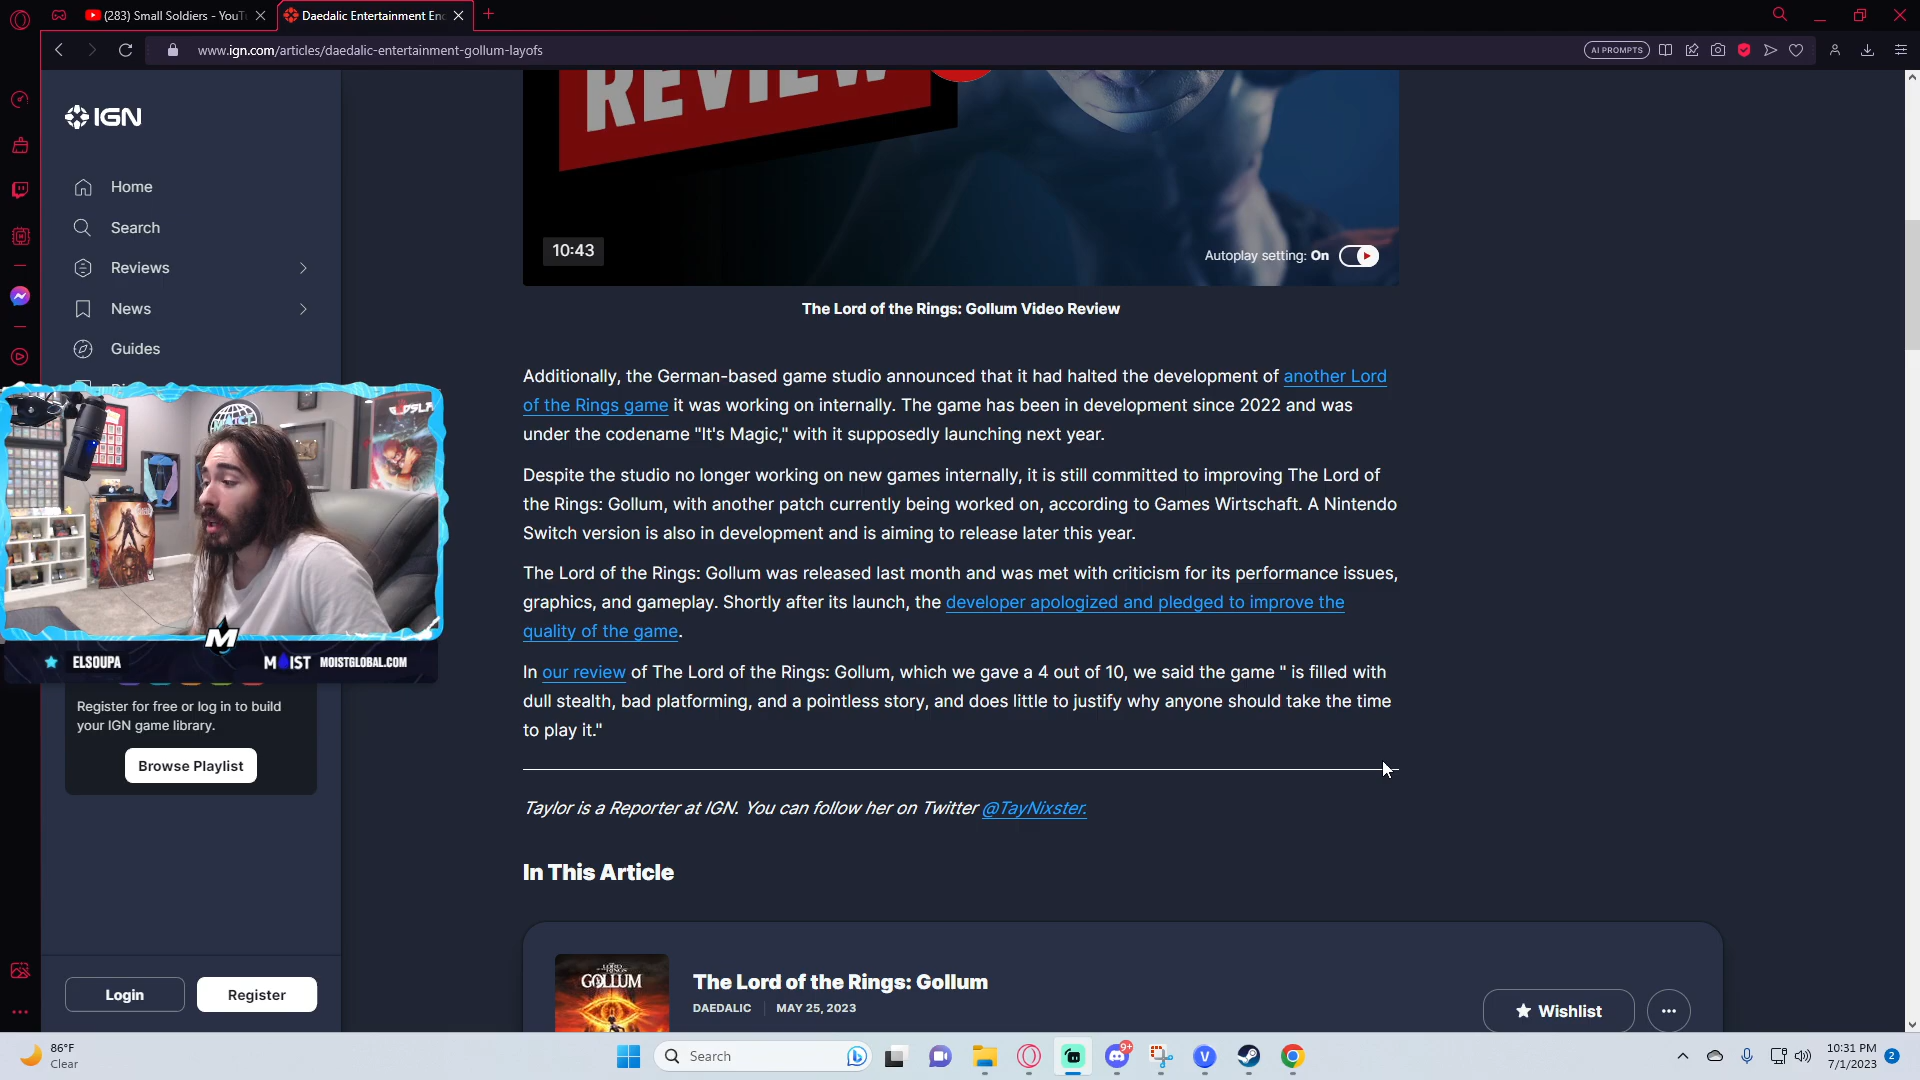 (283) Small Soldiers - YouTu
Daedalic Entertainment En
www.ign.com/articles/daedalic-entertainment-gollum-layofs
AI PROMPTS
IGN
Home
Search
Reviews
News
Guides
REVIEW
10:43
Autoplay setting: On
The Lord of the Rings: Gollum Video Review
Additionally, the German-based game studio announced that it had halted the development of another Lord
of the Rings game it was working on internally. The game has been in development since 2022 and was
under the codename "It's Magic," with it supposedly launching next year.
Despite the studio no longer working on new games internally, it is still committed to improving The Lord of
the Rings: Gollum, with another patch currently being worked on, according to Games Wirtschaft. A Nintendo
Switch version is also in development and is aiming to release later this year.
The Lord of the Rings: Gollum was released last month and was met with criticism for its performance issues,
graphics, and gameplay. Shortly after its launch, the developer apologized and pledged to improve the
quality of the game.
In our review of The Lord of the Rings: Gollum, which we gave a 4 out of 10, we said the game " is filled with
dull stealth, bad platforming, and a pointless story, and does little to justify why anyone should take the time
to play it."
Taylor is a Reporter at IGN. You can follow her on Twitter @TayNixster.
In This Article
GOLLUM
The Lord of the Rings: Gollum
DAEDALIC MAY 25, 2023
Wishlist
MOIST
M
ELSOUPA
MOIST MOISTGLOBAL.COM
Register for free or log in to build
your IGN game library.
Browse Playlist
Login
Register
86°F
Clear
Search
9+
V
10:31 PM
7/1/2023
2